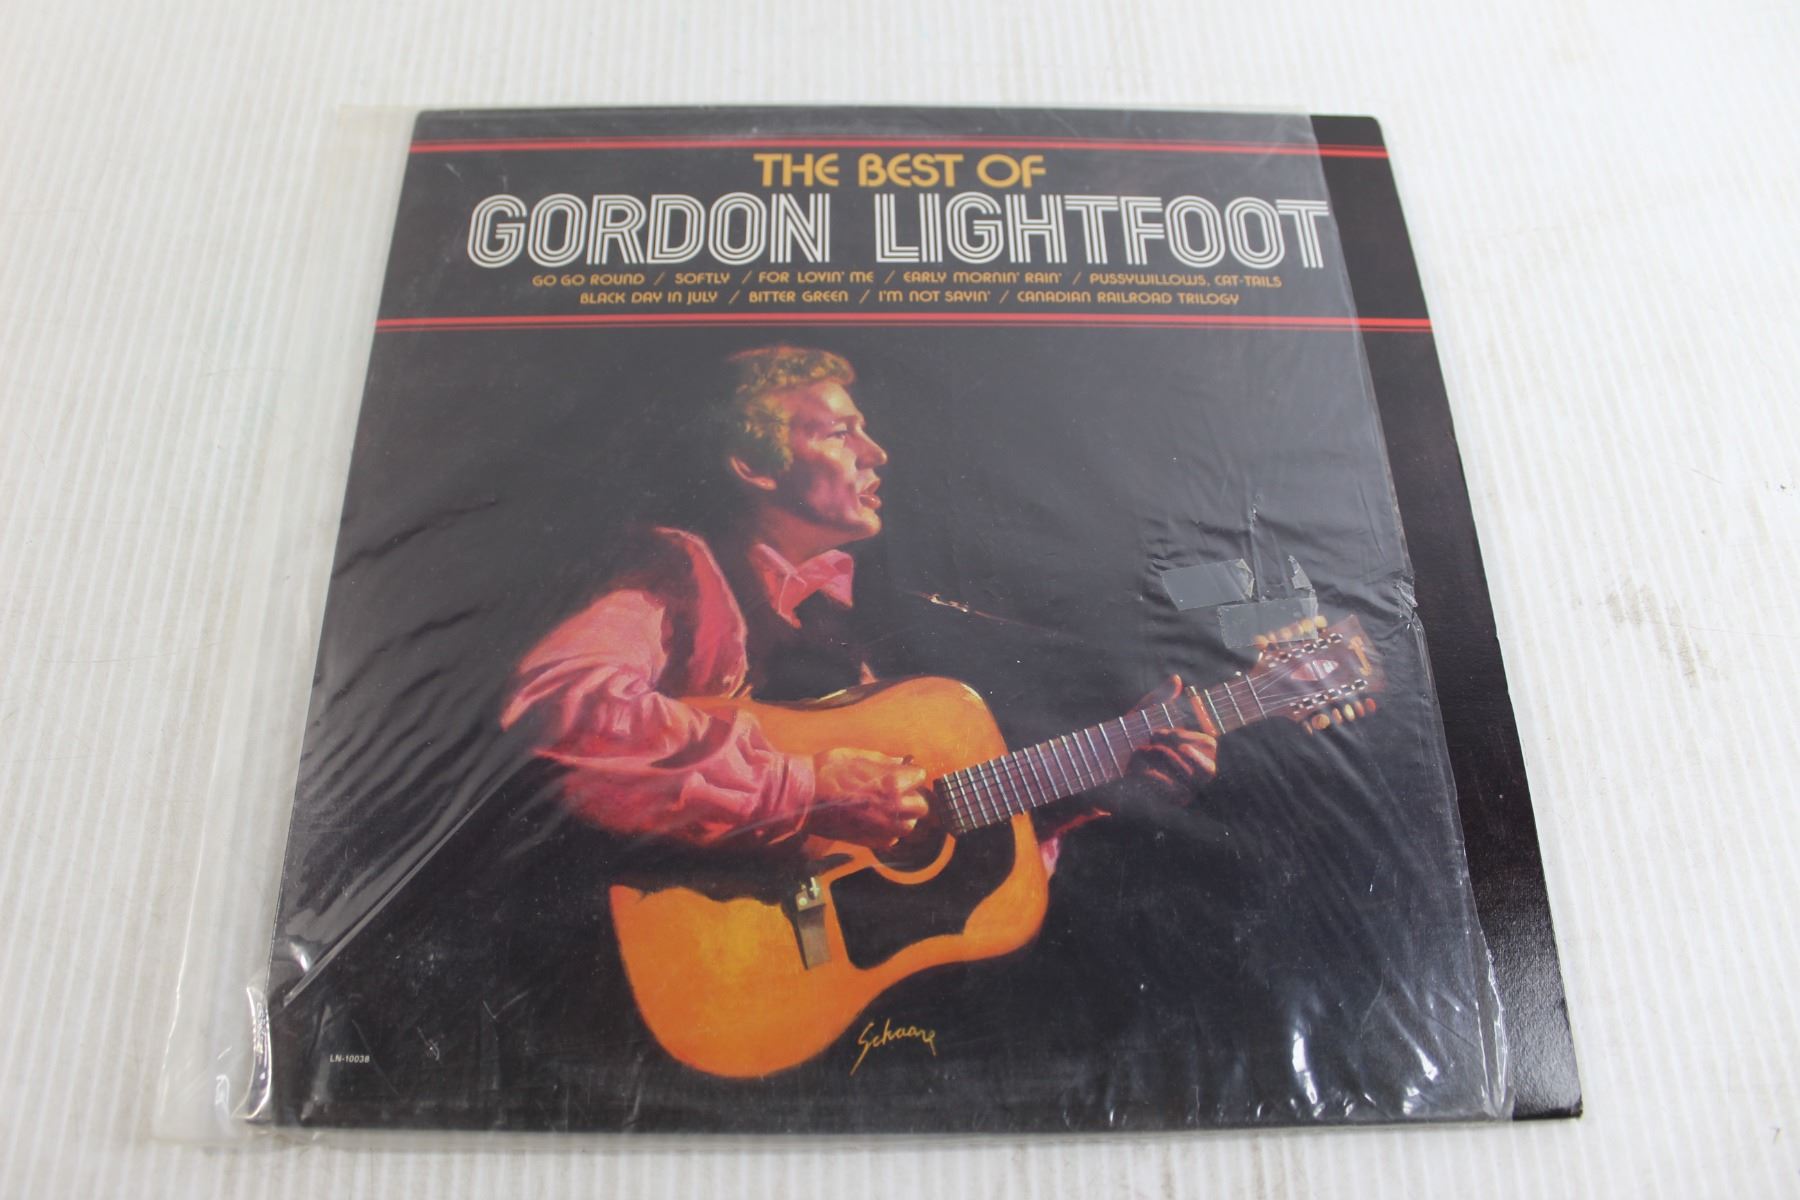 THE BEST OF
GORDON LIGHTFOOT
GO GO ROUND / SOFTLY / FOR LOVIN' ME / EARLY MORNIN' RAIN' / PUSSYWILLOWS, CAT-TAILS
BLACK DAY IN JULY / BITTER GREEN / I'M NOT SAYIN' / CANADIAN RAILROAD TRILOGY
Schaare
LN-10038